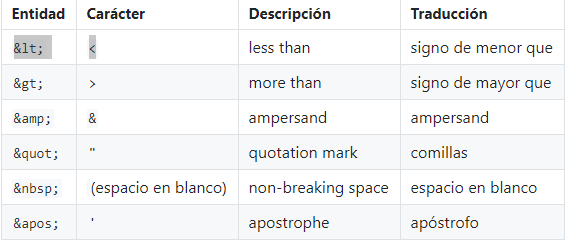 Entidad Carácter Descripción Traducción
&lt; < less than signo de menor que
&gt; > more than signo de mayor que
&amp; & ampersand ampersand
&quot; " quotation mark comillas
&nbsp; (espacio en blanco) non-breaking space espacio en blanco
&apos; ' apostrophe apóstrofo